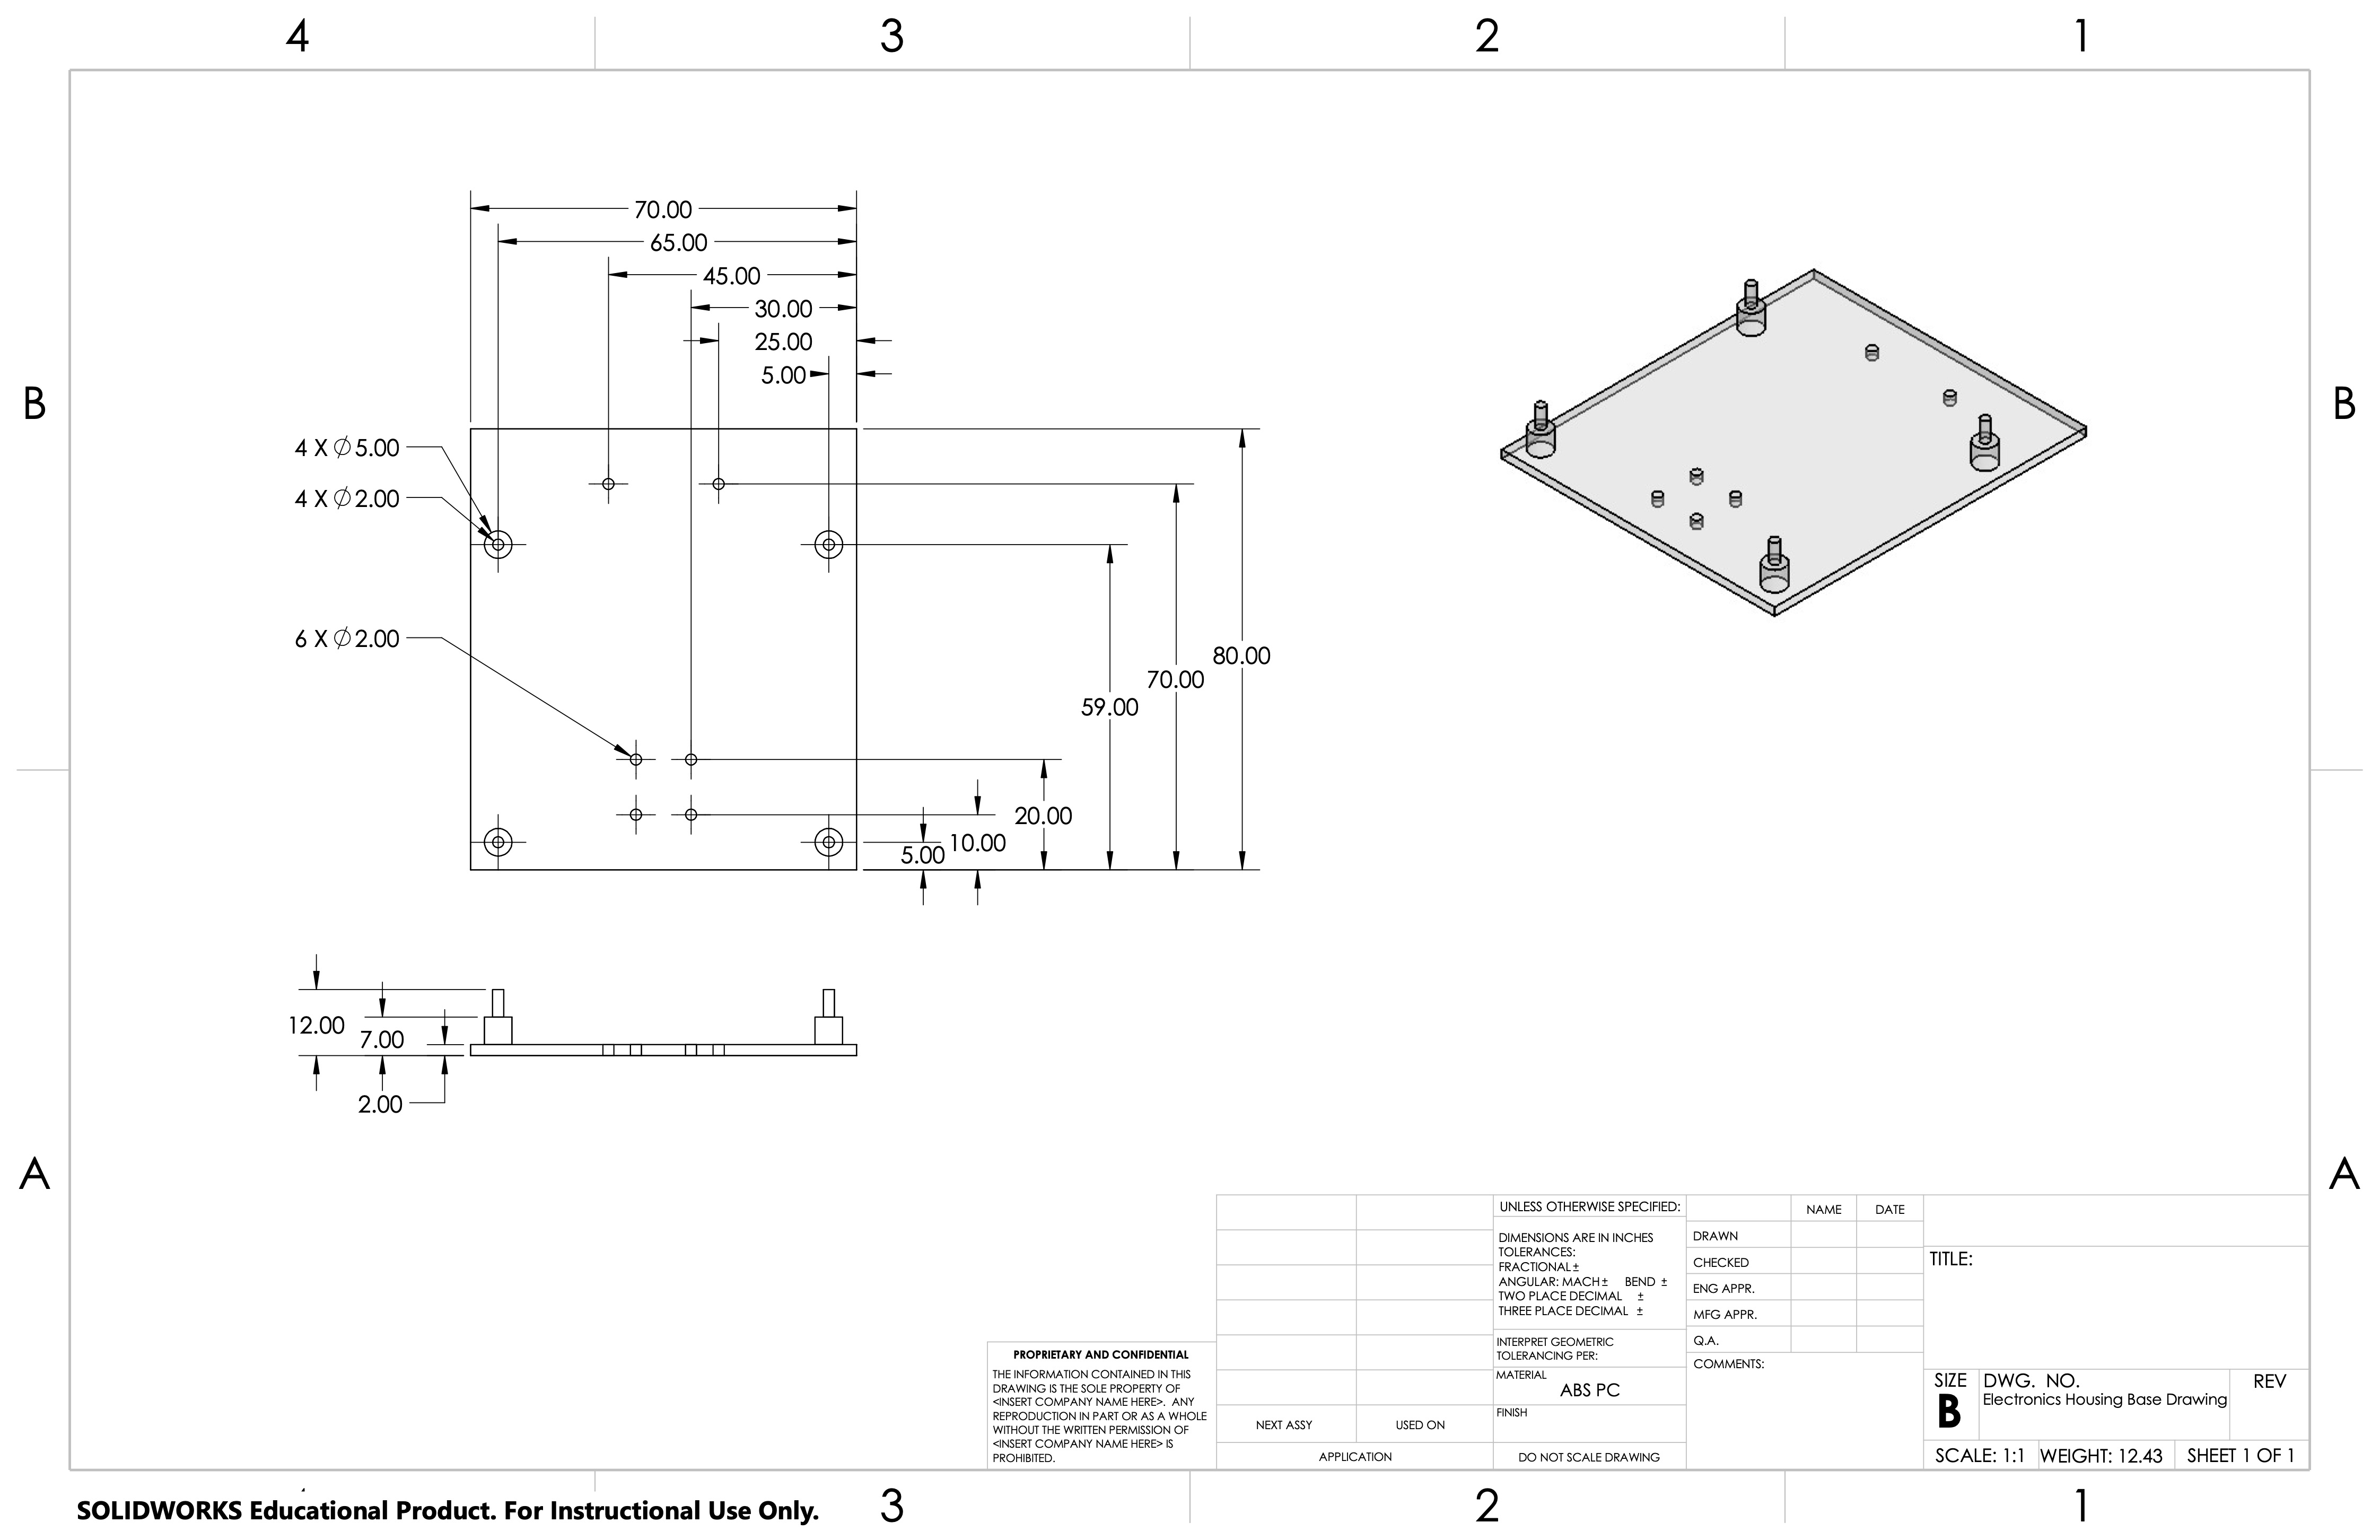 4 3 2 1
70.00
65.00
45.00
30.00
25.00
5.00
B B
4 X ∅5.00
4 X ∅2.00
6 X ∅2.00
80.00
70.00
59.00
20.00
10.00
5.00
12.00
7.00
2.00
A A
UNLESS OTHERWISE SPECIFIED:
DIMENSIONS ARE IN INCHES
TOLERANCES:
FRACTIONAL ±
ANGULAR: MACH ± BEND ±
TWO PLACE DECIMAL ±
THREE PLACE DECIMAL ±
INTERPRET GEOMETRIC
TOLERANCING PER:
MATERIAL
ABS PC
FINISH
DO NOT SCALE DRAWING
NAME DATE
DRAWN
CHECKED
ENG APPR.
MFG APPR.
Q.A.
COMMENTS:
TITLE:
SIZE
B
DWG. NO.
Electronics Housing Base Drawing
REV
SCALE: 1:1 WEIGHT: 12.43 SHEET 1 OF 1
NEXT ASSY USED ON
APPLICATION
PROPRIETARY AND CONFIDENTIAL
THE INFORMATION CONTAINED IN THIS
DRAWING IS THE SOLE PROPERTY OF
<INSERT COMPANY NAME HERE>. ANY
REPRODUCTION IN PART OR AS A WHOLE
WITHOUT THE WRITTEN PERMISSION OF
<INSERT COMPANY NAME HERE> IS
PROHIBITED.
SOLIDWORKS Educational Product. For Instructional Use Only.
3 2 1